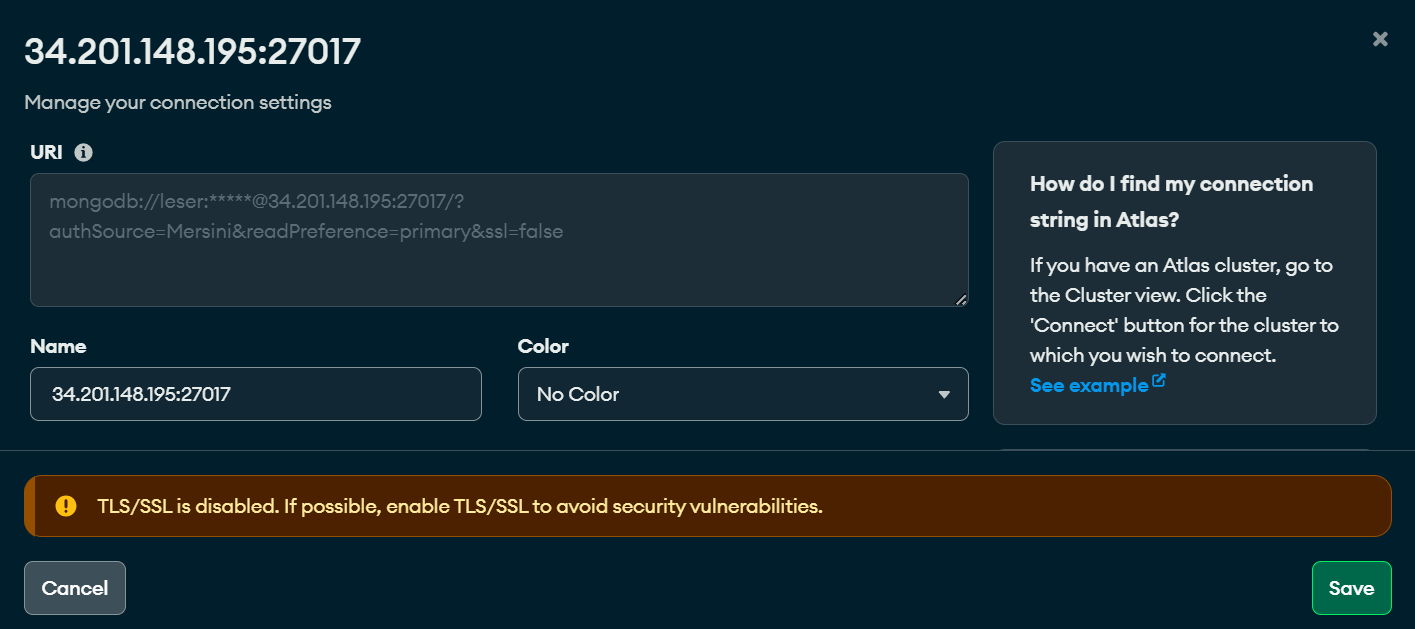 34.201.148.195:27017
Manage your connection settings
URI
mongodb://leser:*****@34.201.148.195:27017/?
authSource=Mersini&readPreference=primary&ssl=false
Name
34.201.148.195:27017
Color
No Color
How do I find my connection
string in Atlas?
If you have an Atlas cluster, go to
the Cluster view. Click the
'Connect' button for the cluster to
which you wish to connect.
See example
TLS/SSL is disabled. If possible, enable TLS/SSL to avoid security vulnerabilities.
Cancel
Save